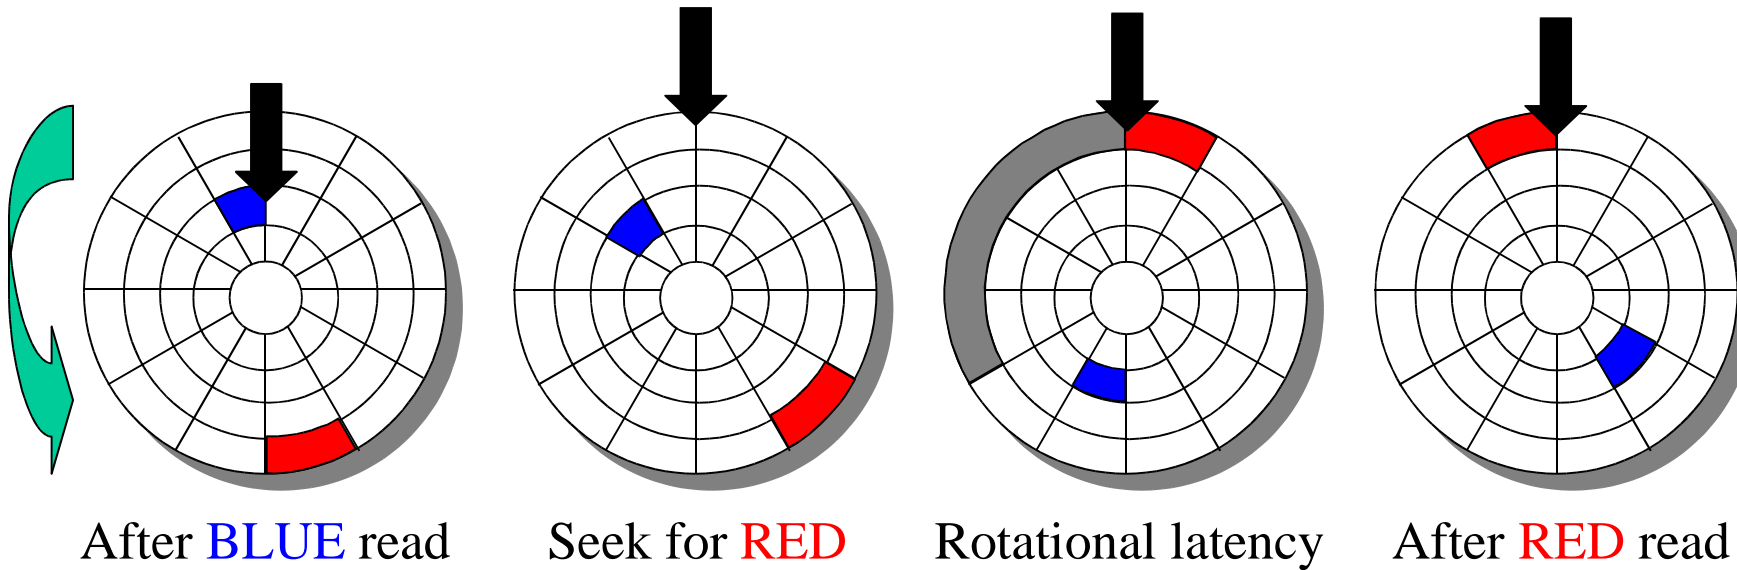 After BLUE read
Seek for RED
Rotational latency
After RED read